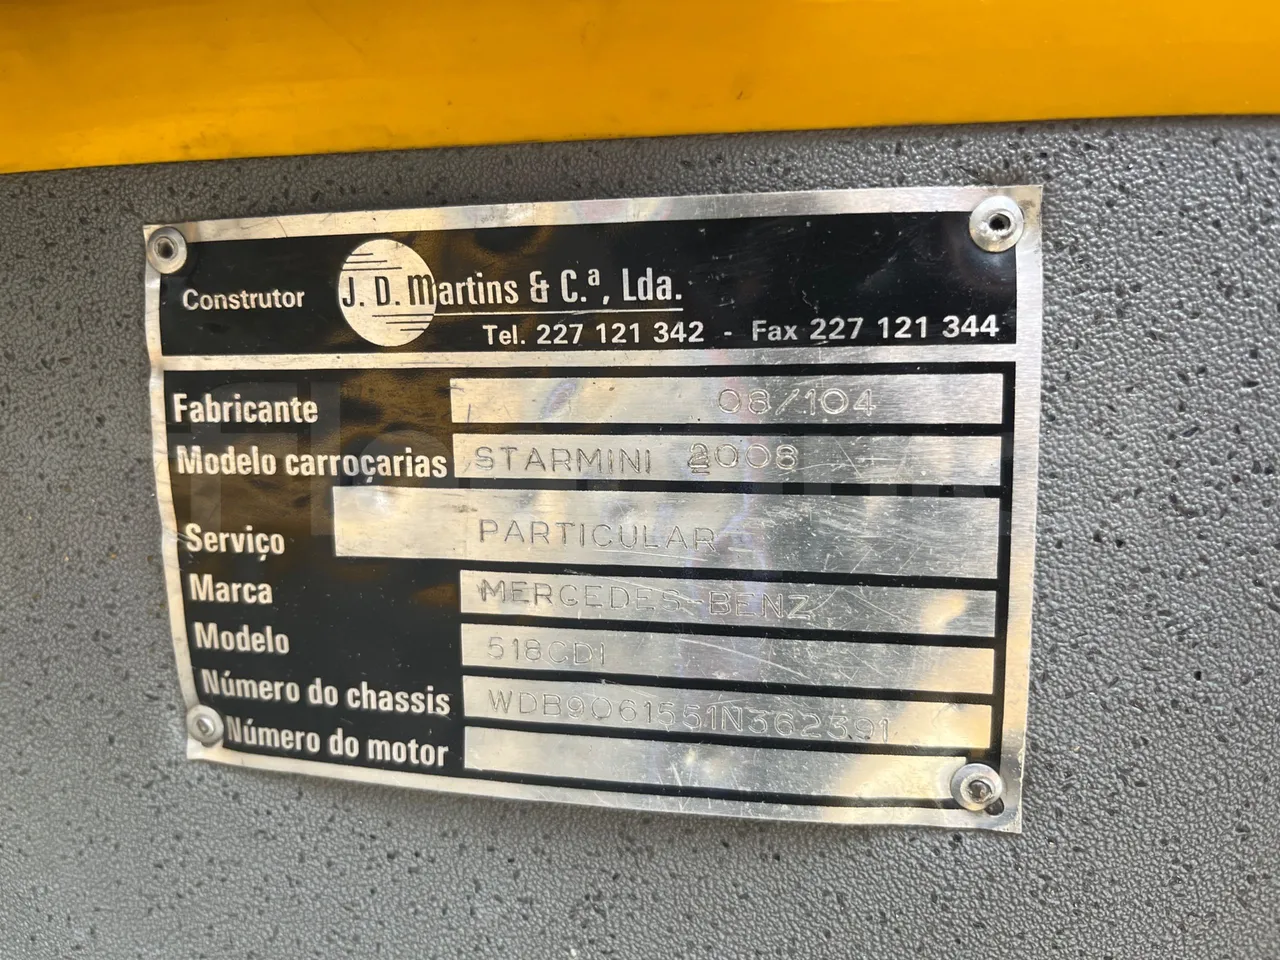 Construtor J. D. Martins & C.ª, Lda.
Tel. 227 121 342 - Fax 227 121 344
Fabricante 08/104
Modelo carroçarias STARMINI 2008
Serviço PARTICULAR
Marca MERCEDES-BENZ
Modelo 518CDI
Número do chassis WDB9061551N362391
Número do motor